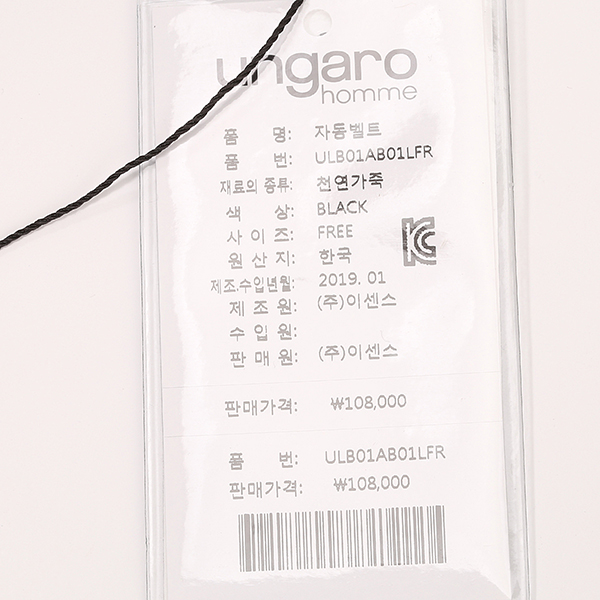 ungaro
homme
품 명: 자동벨트
품 번: ULB01AB01LFR
재료의 종류: 천연가죽
색 상: BLACK
사 이 즈: FREE
원 산 지: 한국
제조.수입년월: 2019. 01
제 조 원: (주)이센스
수 입 원:
판 매 원: (주)이센스
판매가격: ₩108,000
품 번: ULB01AB01LFR
판매가격: ₩108,000